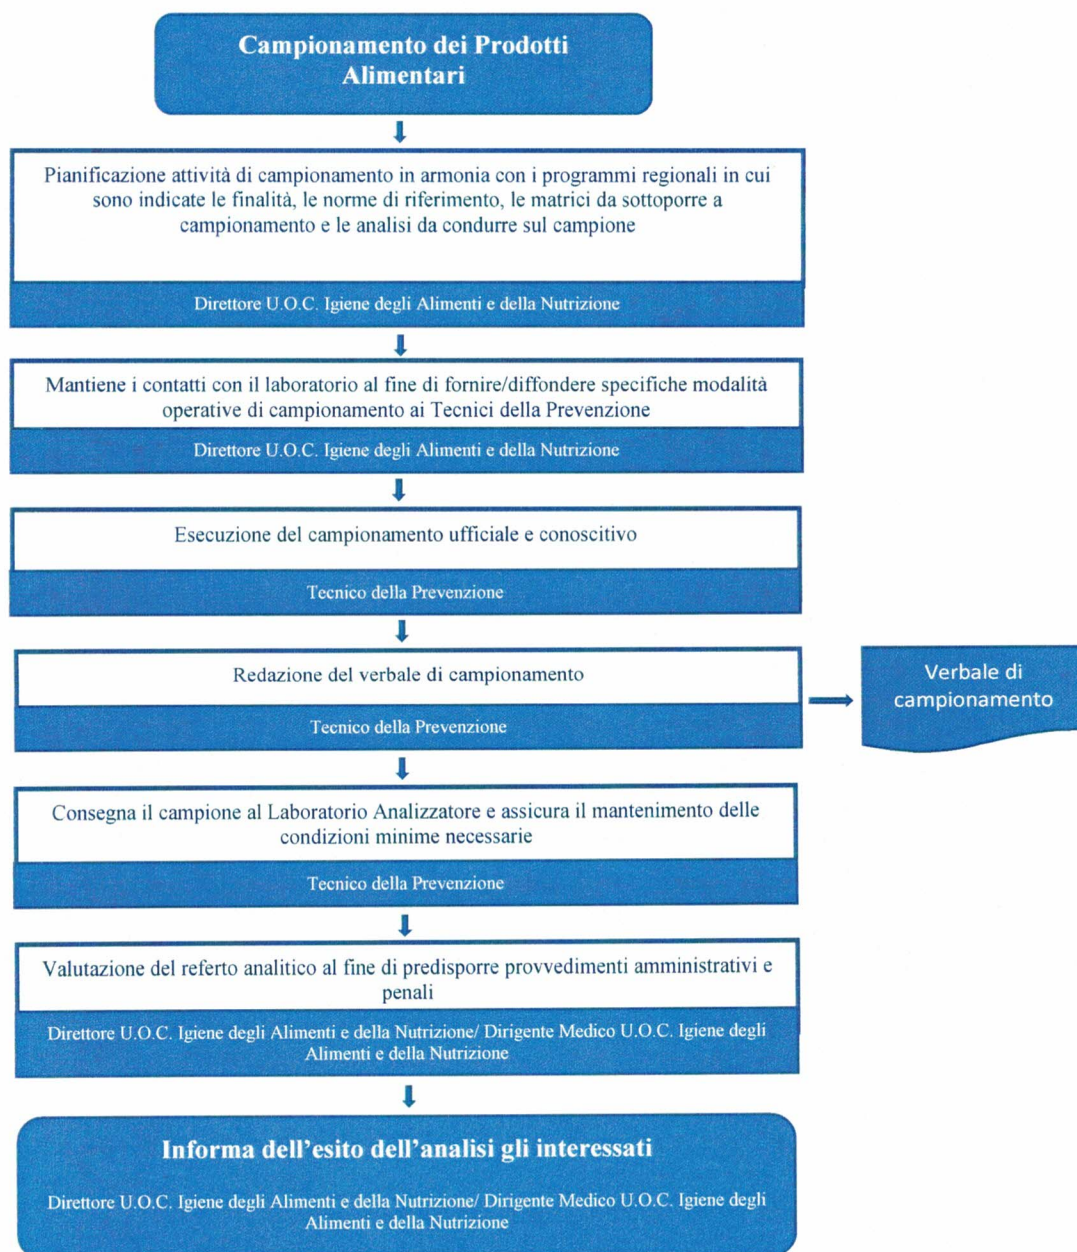 Campionamento dei Prodotti
Alimentari
Pianificazione attività di campionamento in armonia con i programmi regionali in cui
sono indicate le finalità, le norme di riferimento, le matrici da sottoporre a
campionamento e le analisi da condurre sul campione
Direttore U.O.C. Igiene degli Alimenti e della Nutrizione
Mantiene i contatti con il laboratorio al fine di fornire/diffondere specifiche modalità
operative di campionamento ai Tecnici della Prevenzione
Direttore U.O.C. Igiene degli Alimenti e della Nutrizione
Esecuzione del campionamento ufficiale e conoscitivo
Tecnico della Prevenzione
Redazione del verbale di campionamento
Tecnico della Prevenzione
Verbale di
campionamento
Consegna il campione al Laboratorio Analizzatore e assicura il mantenimento delle
condizioni minime necessarie
Tecnico della Prevenzione
Valutazione del referto analitico al fine di predisporre provvedimenti amministrativi e
penali
Direttore U.O.C. Igiene degli Alimenti e della Nutrizione/ Dirigente Medico U.O.C. Igiene degli
Alimenti e della Nutrizione
Informa dell'esito dell'analisi gli interessati
Direttore U.O.C. Igiene degli Alimenti e della Nutrizione/ Dirigente Medico U.O.C. Igiene degli
Alimenti e della Nutrizione